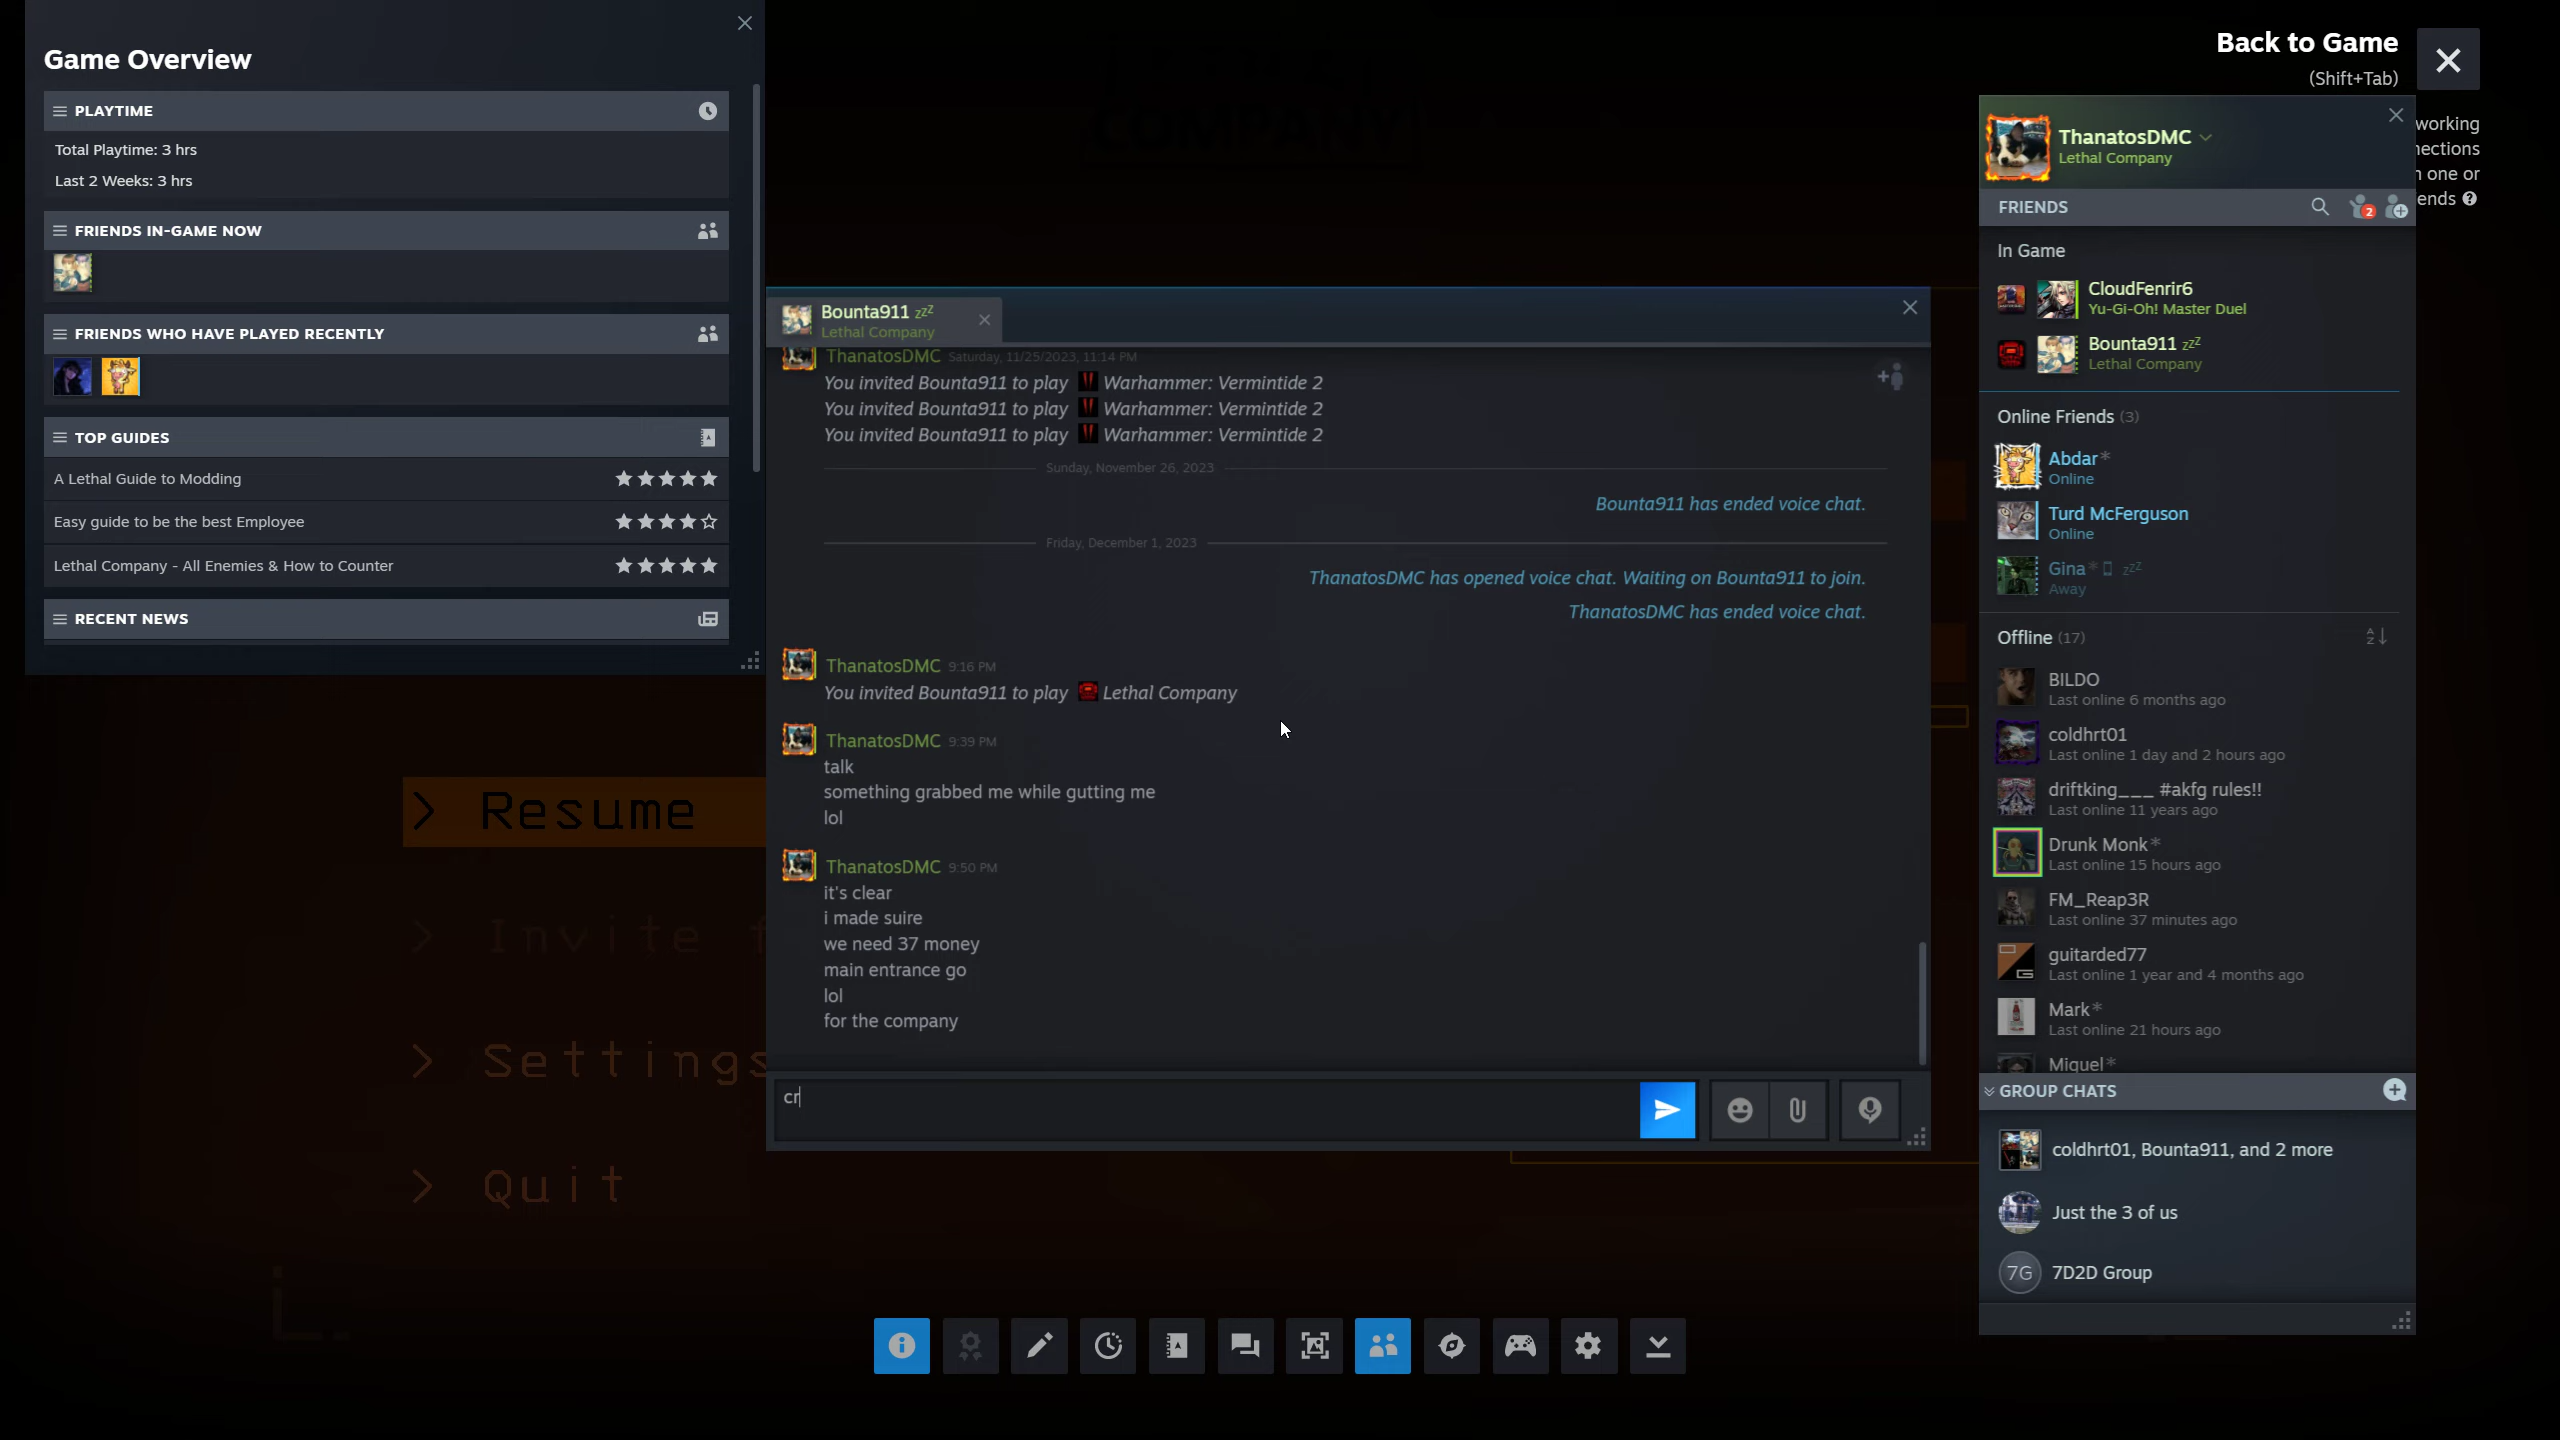 Game Overview
PLAYTIME
Total Playtime: 3 hrs
Last 2 Weeks: 3 hrs
FRIENDS IN-GAME NOW
FRIENDS WHO HAVE PLAYED RECENTLY
TOP GUIDES
A Lethal Guide to Modding
Easy guide to be the best Employee
Lethal Company - All Enemies & How to Counter
RECENT NEWS
COMPANY
> Resume
> Invite f
> Settings
> Quit
Bounta911 zzz
Lethal Company
ThanatosDMC Saturday, 11/25/2023, 11:14 PM
You invited Bounta911 to play Warhammer: Vermintide 2
You invited Bounta911 to play Warhammer: Vermintide 2
You invited Bounta911 to play Warhammer: Vermintide 2
Sunday, November 26, 2023
Bounta911 has ended voice chat.
Friday, December 1, 2023
ThanatosDMC has opened voice chat. Waiting on Bounta911 to join.
ThanatosDMC has ended voice chat.
ThanatosDMC 9:16 PM
You invited Bounta911 to play Lethal Company
ThanatosDMC 9:39 PM
talk
something grabbed me while gutting me
lol
ThanatosDMC 9:50 PM
it's clear
i made suire
we need 37 money
main entrance go
lol
for the company
cr
Back to Game
(Shift+Tab)
working
nections
n one or
ends ?
ThanatosDMC
Lethal Company
FRIENDS
2
In Game
CloudFenrir6
Yu-Gi-Oh! Master Duel
Bounta911 zzz
Lethal Company
Online Friends (3)
Abdar*
Online
Turd McFerguson
Online
Gina* zzz
Away
Offline (17)
BILDO
Last online 6 months ago
coldhrt01
Last online 1 day and 2 hours ago
driftking___ #akfg rules!!
Last online 11 years ago
Drunk Monk*
Last online 15 hours ago
FM_Reap3R
Last online 37 minutes ago
guitarded77
Last online 1 year and 4 months ago
Mark*
Last online 21 hours ago
Miguel*
GROUP CHATS
coldhrt01, Bounta911, and 2 more
Just the 3 of us
7G 7D2D Group